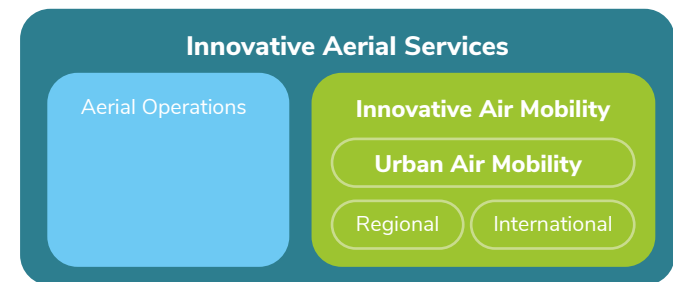 Innovative Aerial Services
Aerial Operations
Innovative Air Mobility
Urban Air Mobility
Regional
International